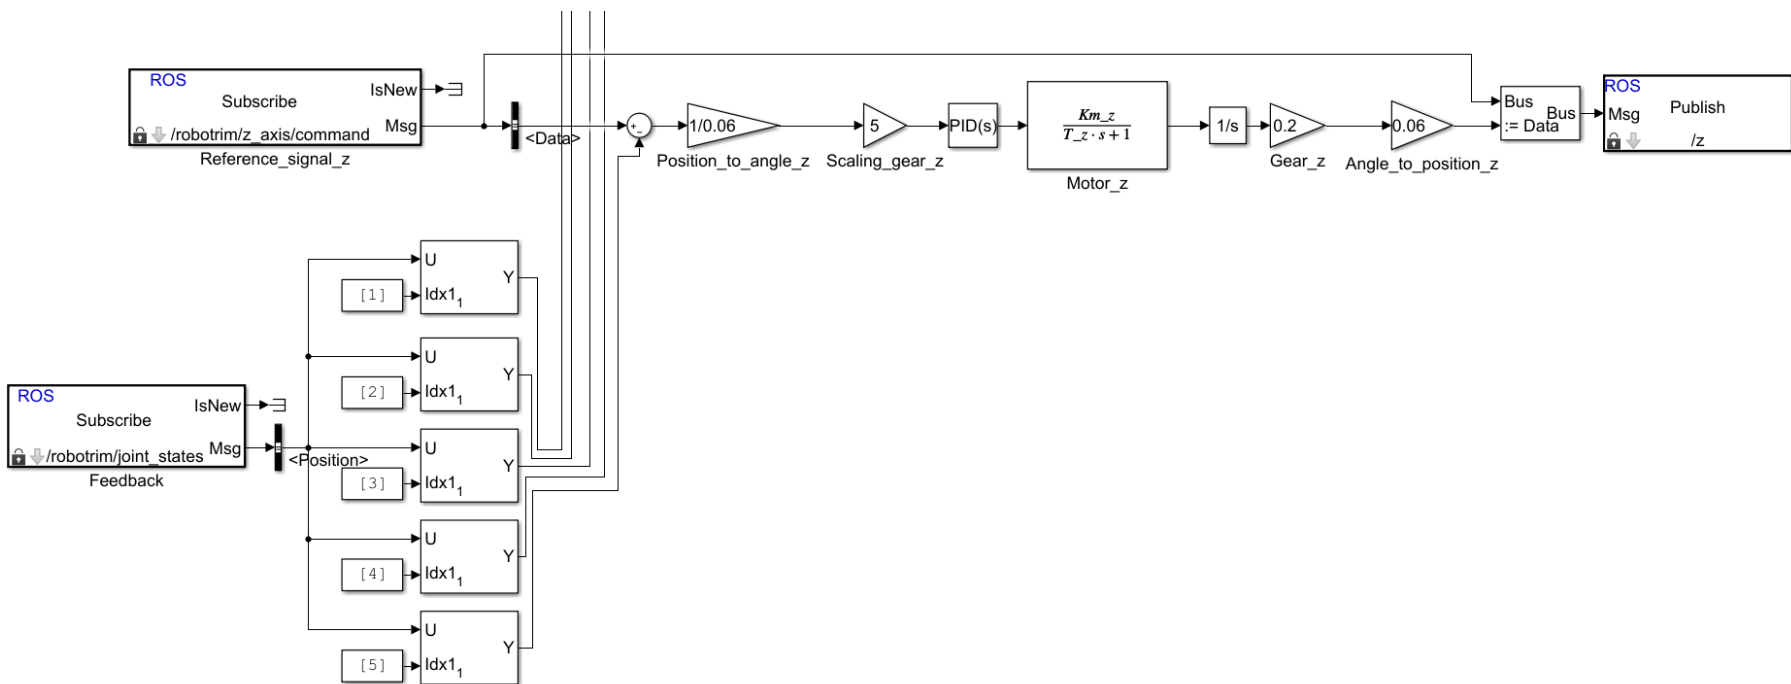 ROS
Subscribe
IsNew
Msg
/robotrim/z_axis/command
Reference_signal_z
<Data>
+
-
1/0.06
Position_to_angle_z
5
Scaling_gear_z
PID(s)
Km_z
T_z · s + 1
Motor_z
1/s
0.2
Gear_z
0.06
Angle_to_position_z
Bus
:= Data
Bus
ROS
Msg
Publish
/z
U
Y
[1]
Idx1 1
U
Y
[2]
Idx1 1
ROS
Subscribe
IsNew
Msg
/robotrim/joint_states
Feedback
<Position>
U
Y
[3]
Idx1 1
U
Y
[4]
Idx1 1
U
Y
[5]
Idx1 1